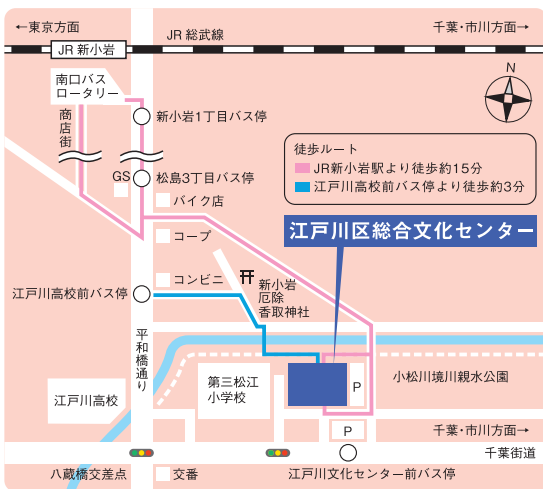 ←東京方面
千葉・市川方面→
JR 総武線
JR 新小岩
N
南口バス
ロータリー
商店街
新小岩1丁目バス停
徒歩ルート
JR新小岩駅より徒歩約15分
江戸川高校前バス停より徒歩約3分
GS
松島3丁目バス停
バイク店
江戸川区総合文化センター
コープ
コンビニ
新小岩
厄除
香取神社
江戸川高校前バス停
平和橋通り
小松川境川親水公園
第三松江
小学校
P
江戸川高校
P
千葉・市川方面→
千葉街道
八蔵橋交差点
交番
江戸川文化センター前バス停